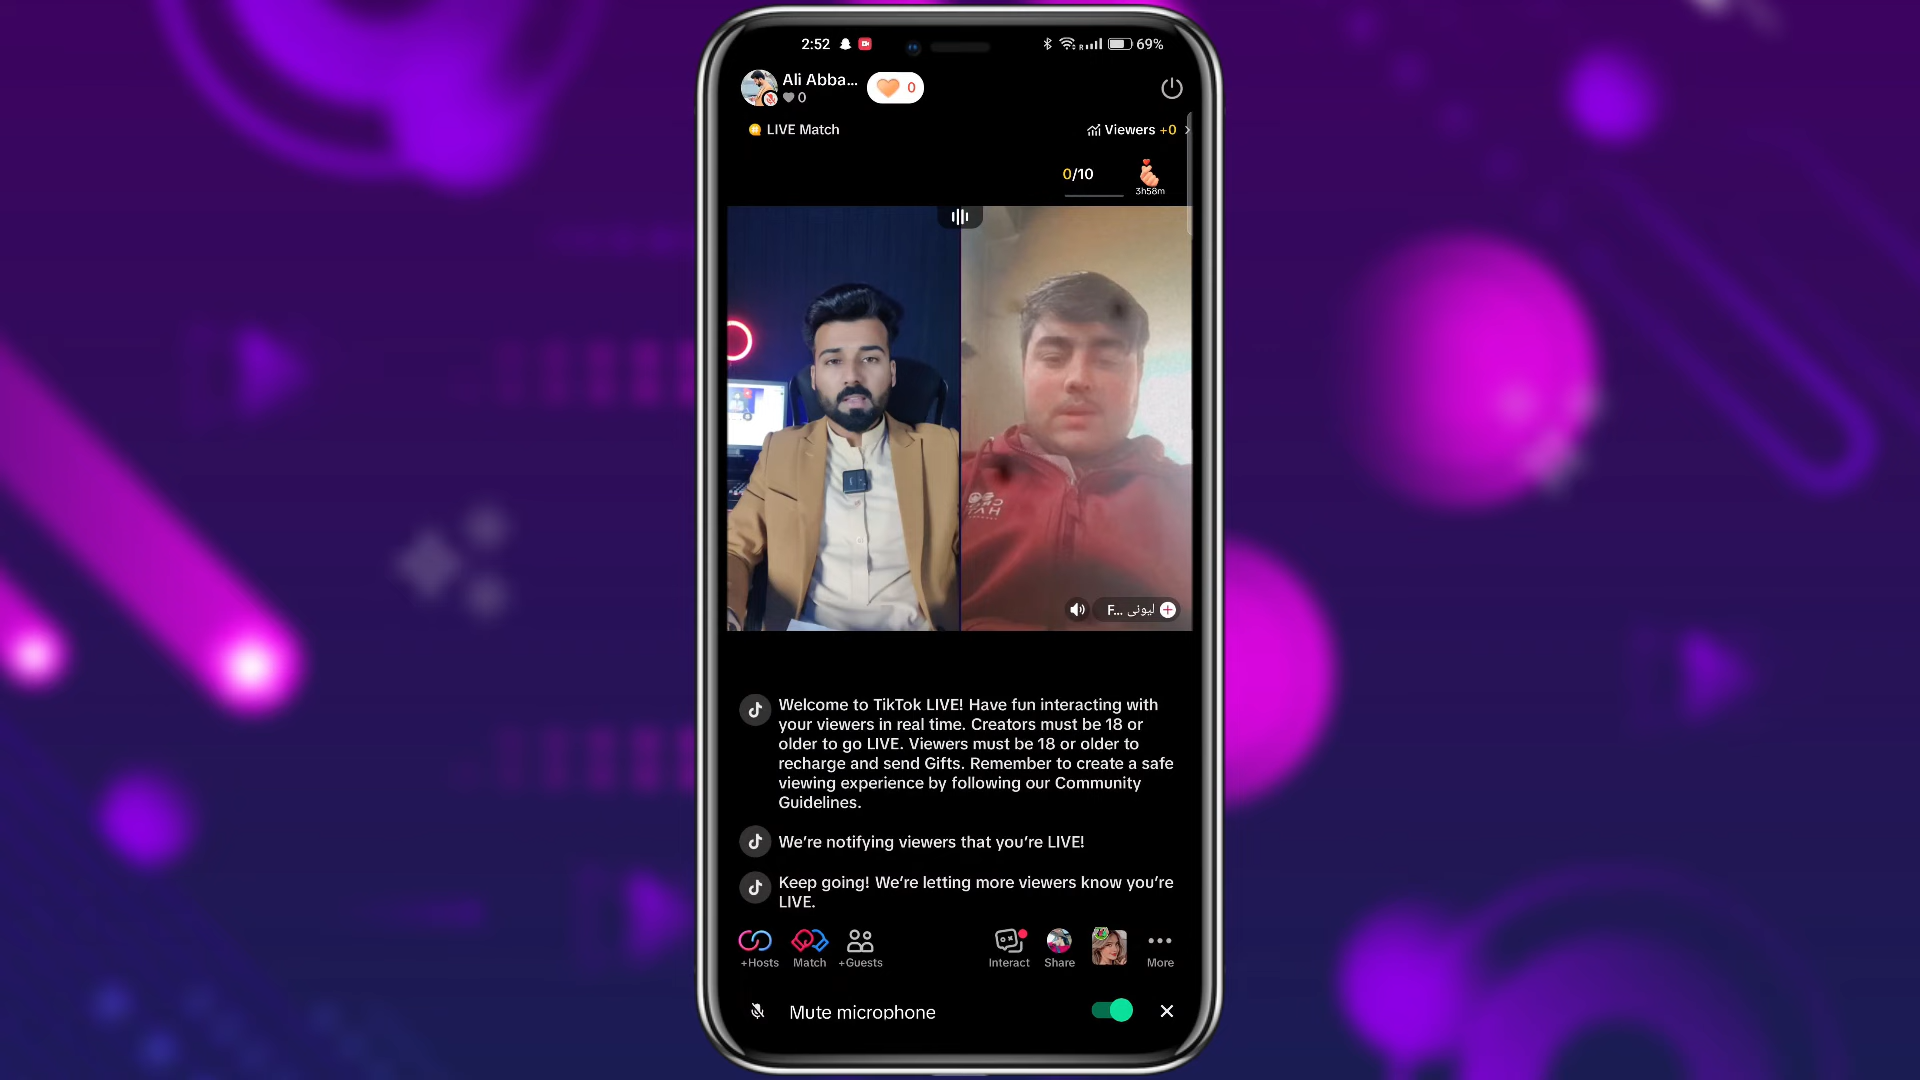 2:52
69%
Ali Abba...
0
0
LIVE Match
Viewers +0
0/10
3h58m
F... ليونى
Welcome to TikTok LIVE! Have fun interacting with
your viewers in real time. Creators must be 18 or
older to go LIVE. Viewers must be 18 or older to
recharge and send Gifts. Remember to create a safe
viewing experience by following our Community
Guidelines.
We're notifying viewers that you're LIVE!
Keep going! We're letting more viewers know you're
LIVE.
+Hosts
Match
+Guests
Interact
Share
More
Mute microphone